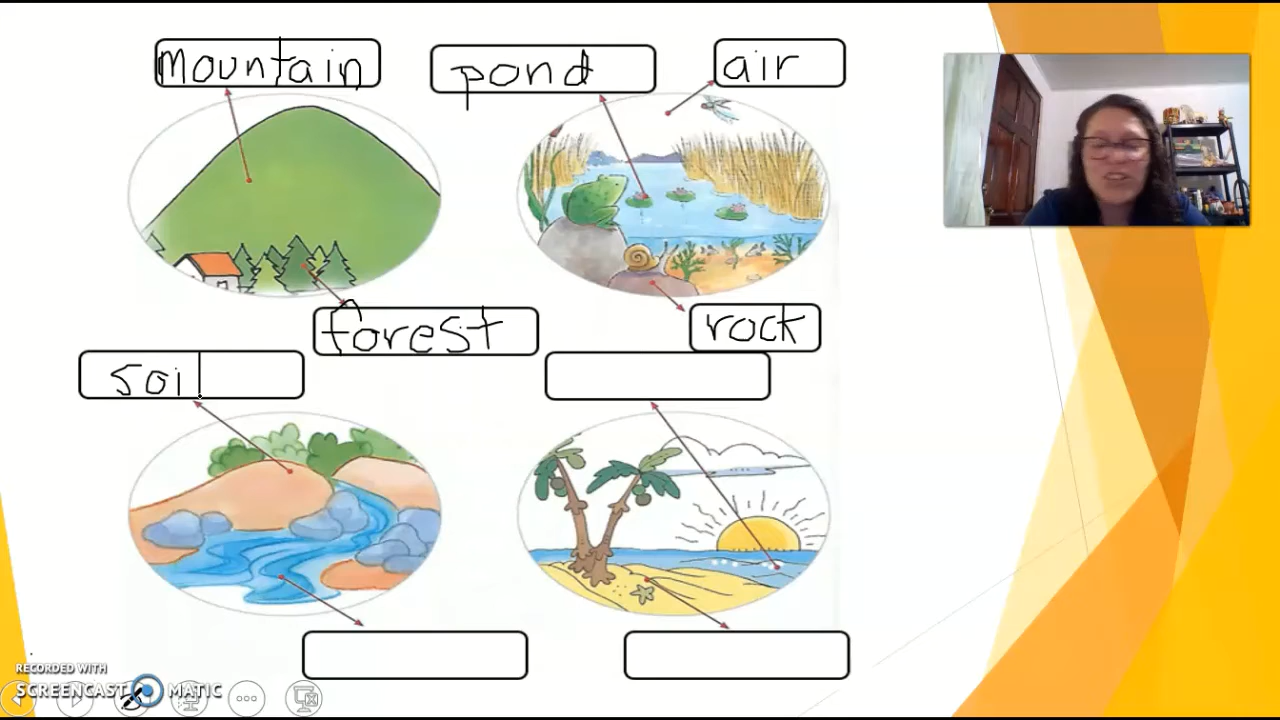 mountain
pond
air
forest
rock
soil
RECORDED WITH
SCREENCAST MATIC